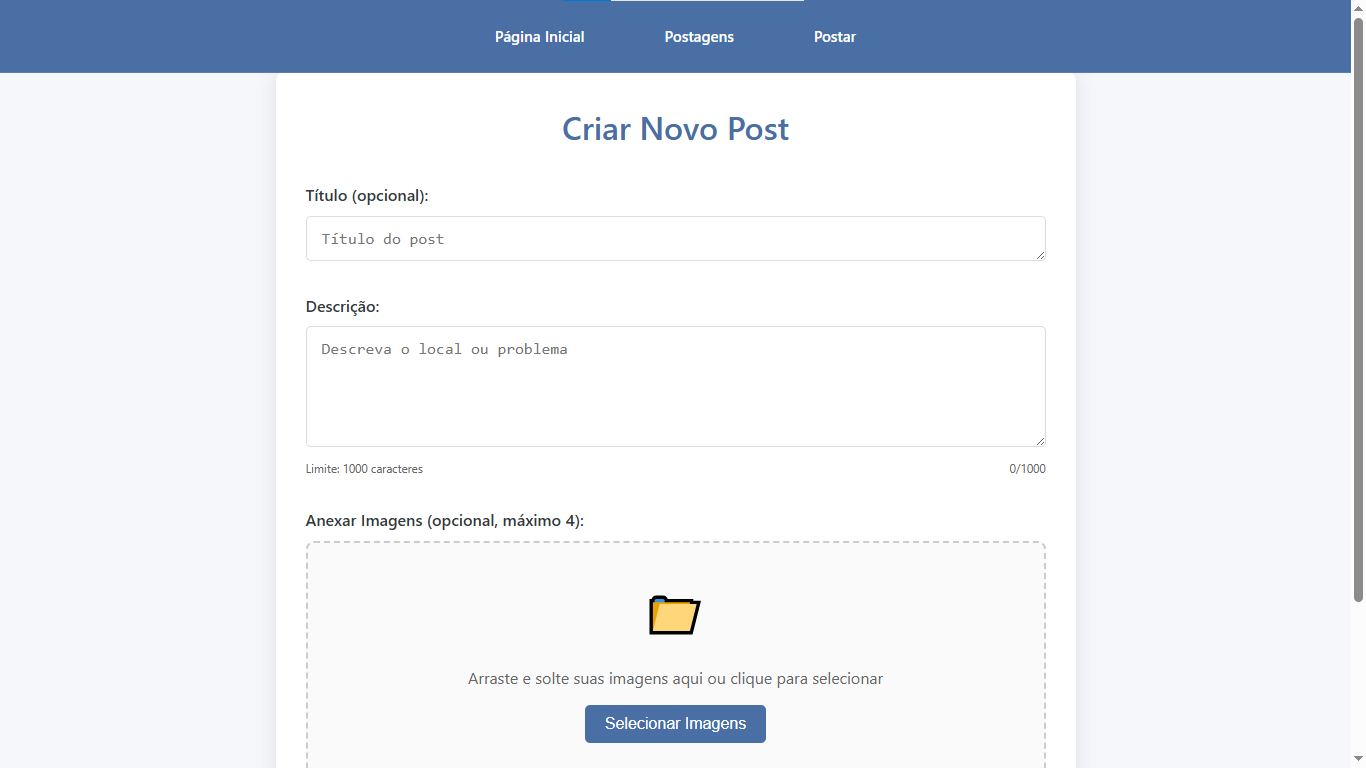 Página Inicial Postagens Postar
Criar Novo Post
Título (opcional):
Título do post
Descrição:
Descreva o local ou problema
Limite: 1000 caracteres 0/1000
Anexar Imagens (opcional, máximo 4):
Arraste e solte suas imagens aqui ou clique para selecionar
Selecionar Imagens